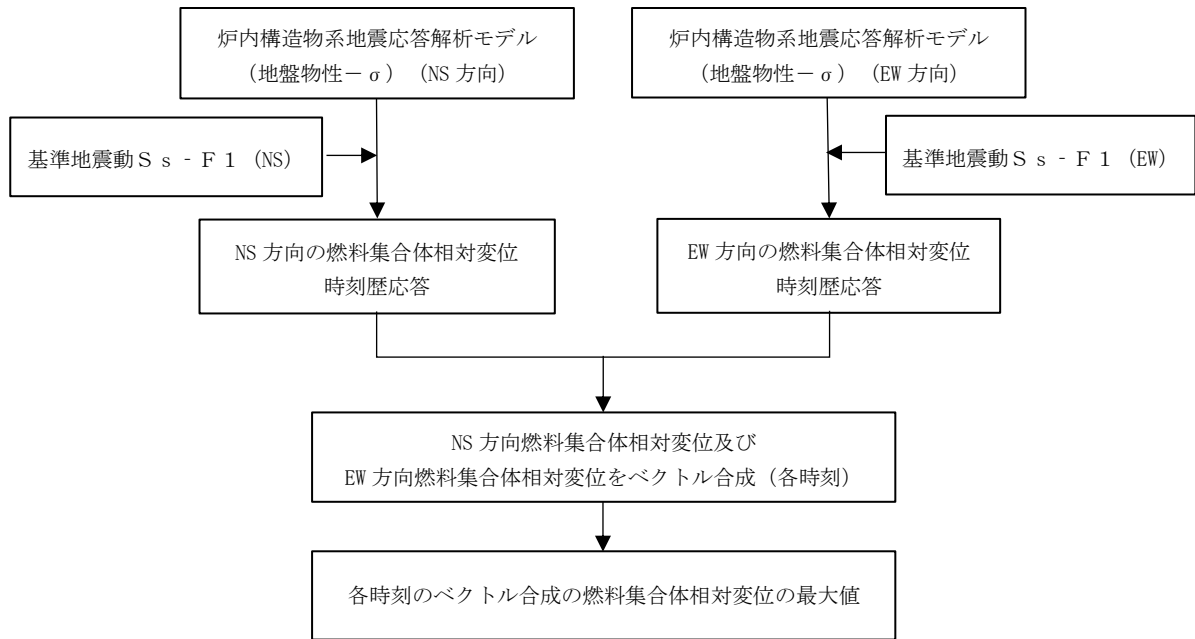 炉内構造物系地震応答解析モデル
（地盤物性－σ）（NS 方向）
炉内構造物系地震応答解析モデル
（地盤物性－σ）（EW 方向）
基準地震動Ｓｓ‐Ｆ１（NS）
基準地震動Ｓｓ‐Ｆ１（EW）
NS 方向の燃料集合体相対変位
時刻歴応答
EW 方向の燃料集合体相対変位
時刻歴応答
NS 方向燃料集合体相対変位及び
EW 方向燃料集合体相対変位をベクトル合成（各時刻）
各時刻のベクトル合成の燃料集合体相対変位の最大値